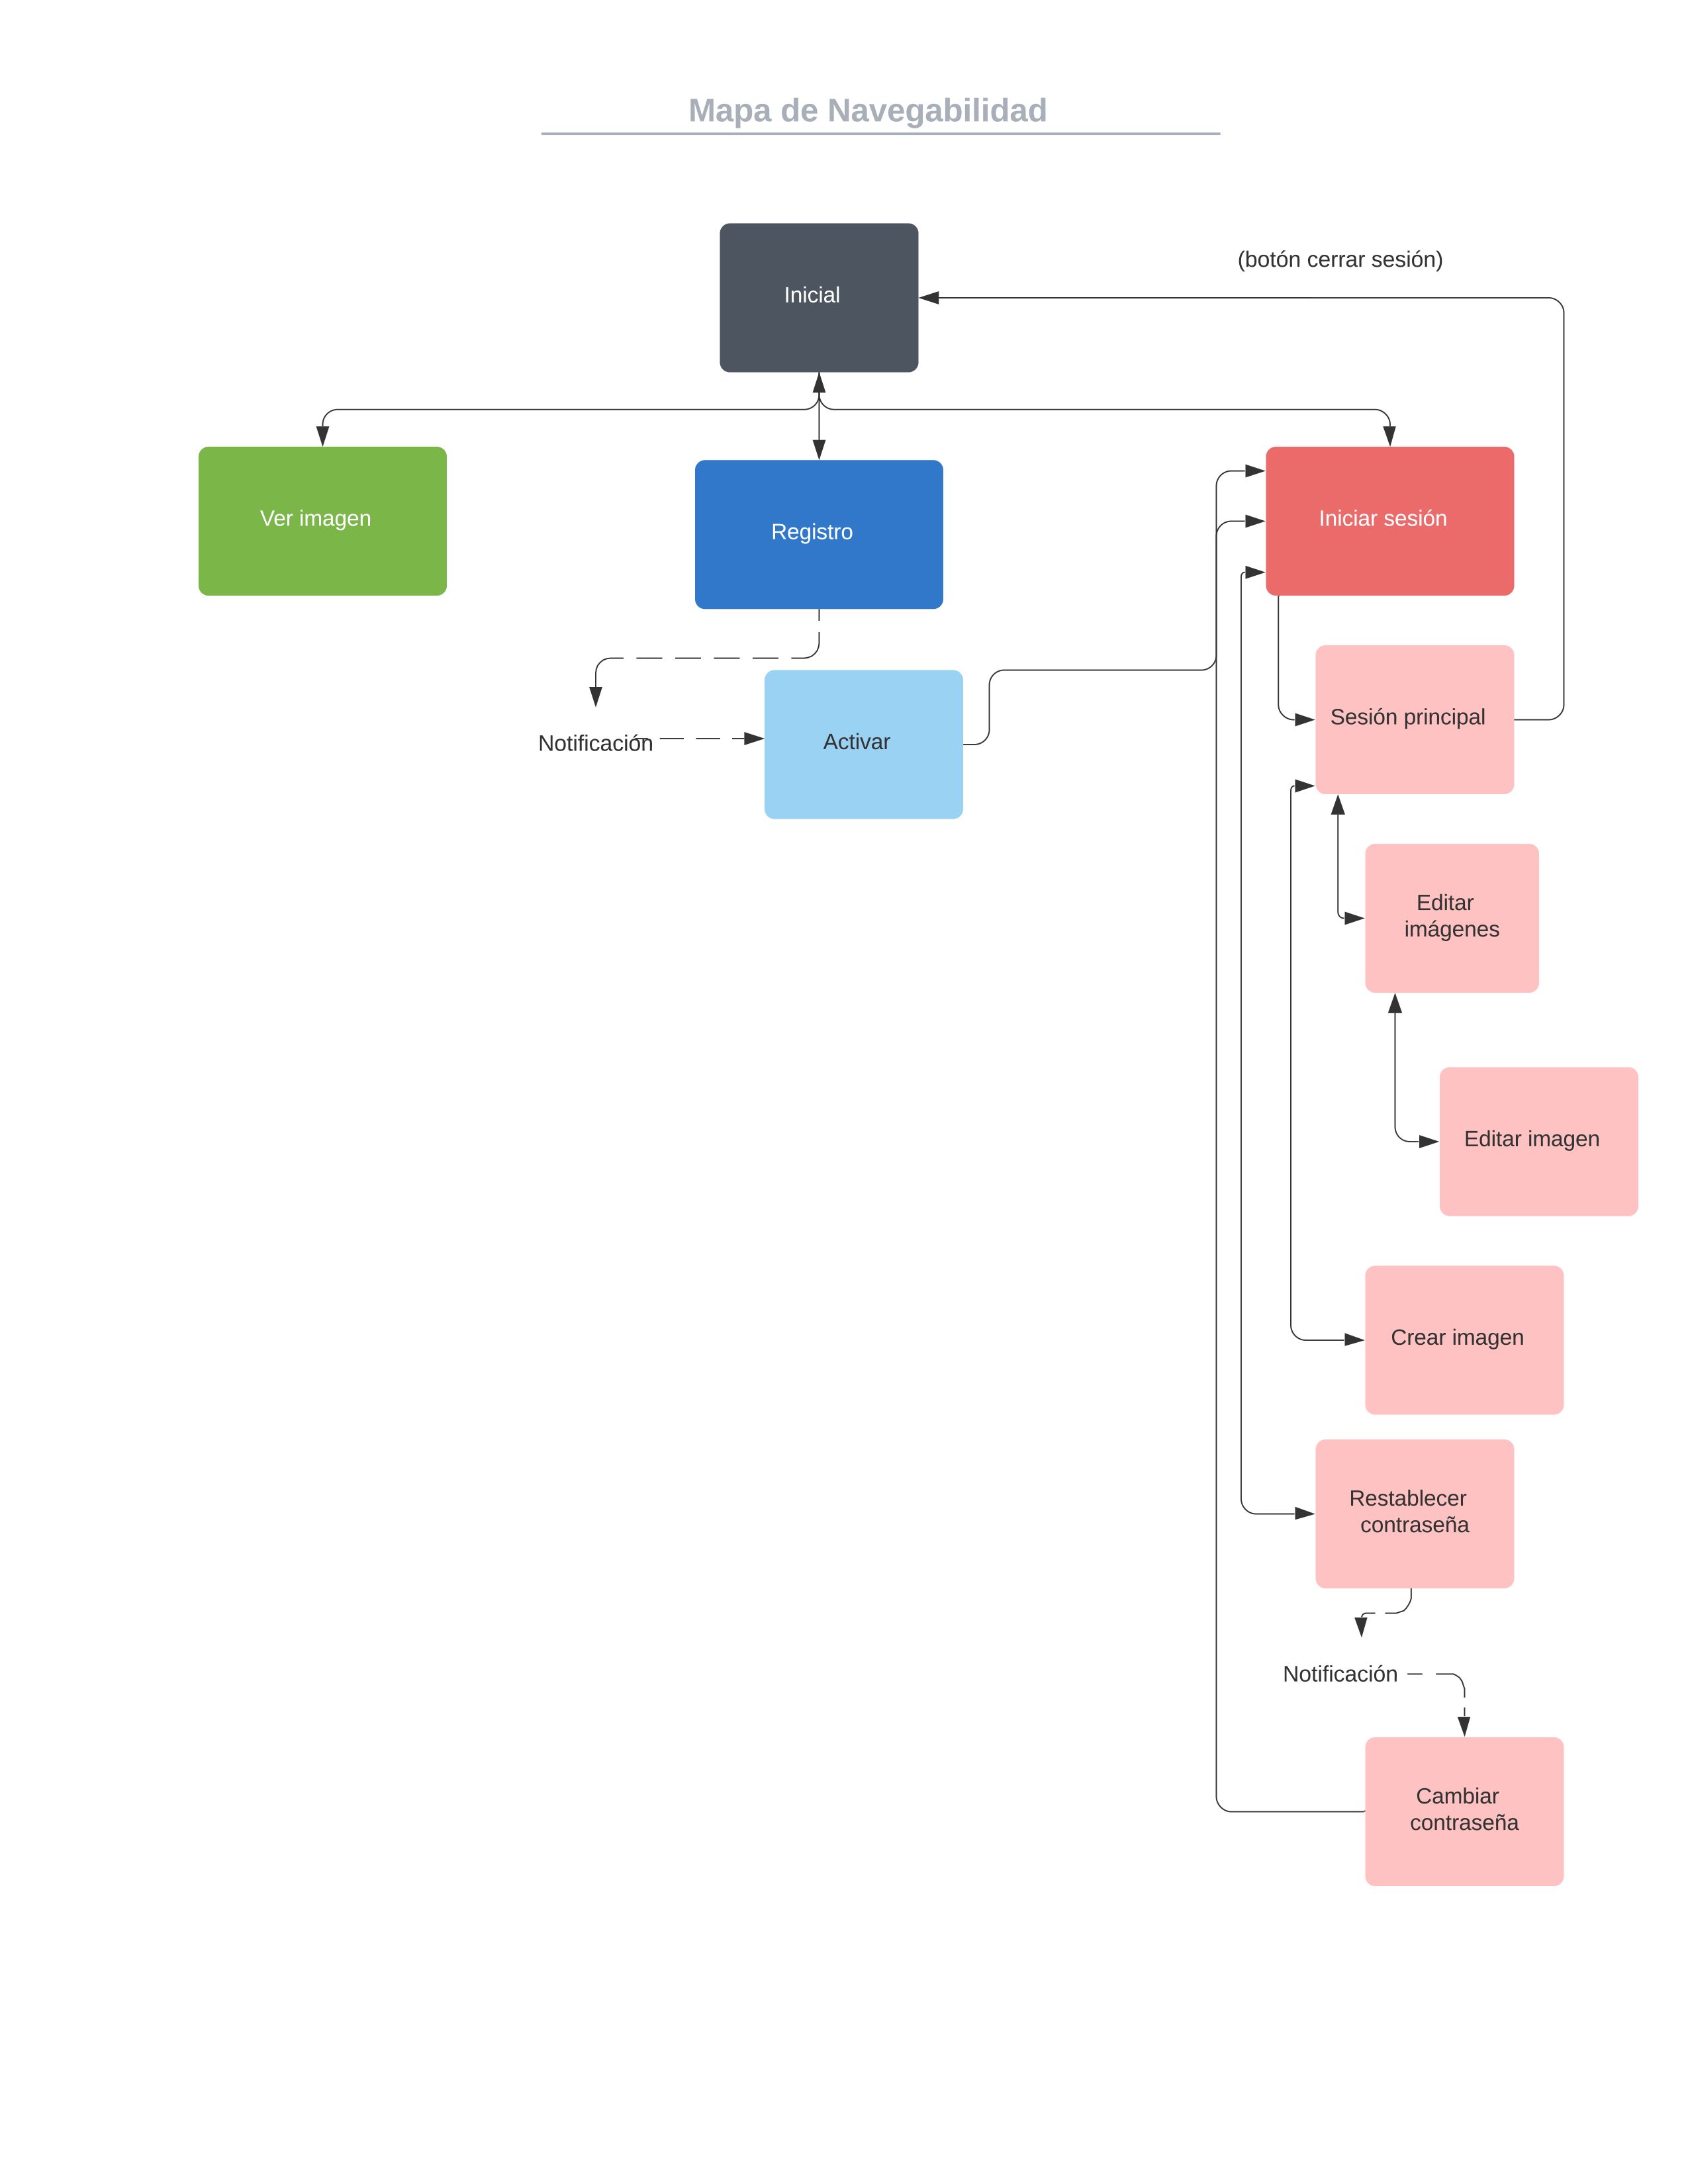 Mapa de Navegabilidad
(botón cerrar sesión)
Inicial
Ver imagen
Registro
Iniciar sesión
Sesión principal
Notificación
Activar
Editar
imágenes
Editar imagen
Crear imagen
Restablecer
contraseña
Notificación
Cambiar
contraseña